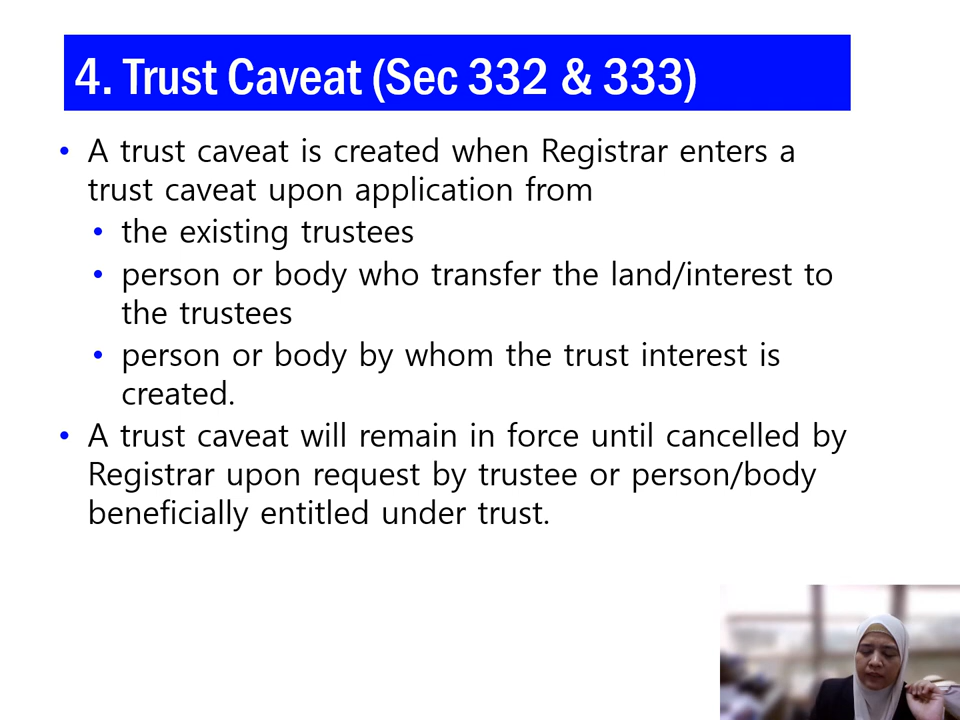 4. Trust Caveat (Sec 332 & 333)
• A trust caveat is created when Registrar enters a
trust caveat upon application from
• the existing trustees
• person or body who transfer the land/interest to
the trustees
• person or body by whom the trust interest is
created.
• A trust caveat will remain in force until cancelled by
Registrar upon request by trustee or person/body
beneficially entitled under trust.